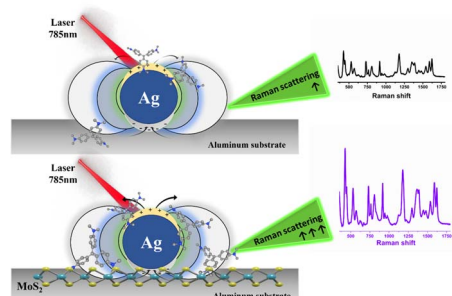 Laser
785nm
Ag
Raman scattering
↑
Aluminum substrate
500 750 1000 1250 1500 1750
Raman shift
Laser
785nm
Ag
Raman scattering
↑↑↑
MoS₂
Aluminum substrate
500 750 1000 1250 1500 1750
Raman shift